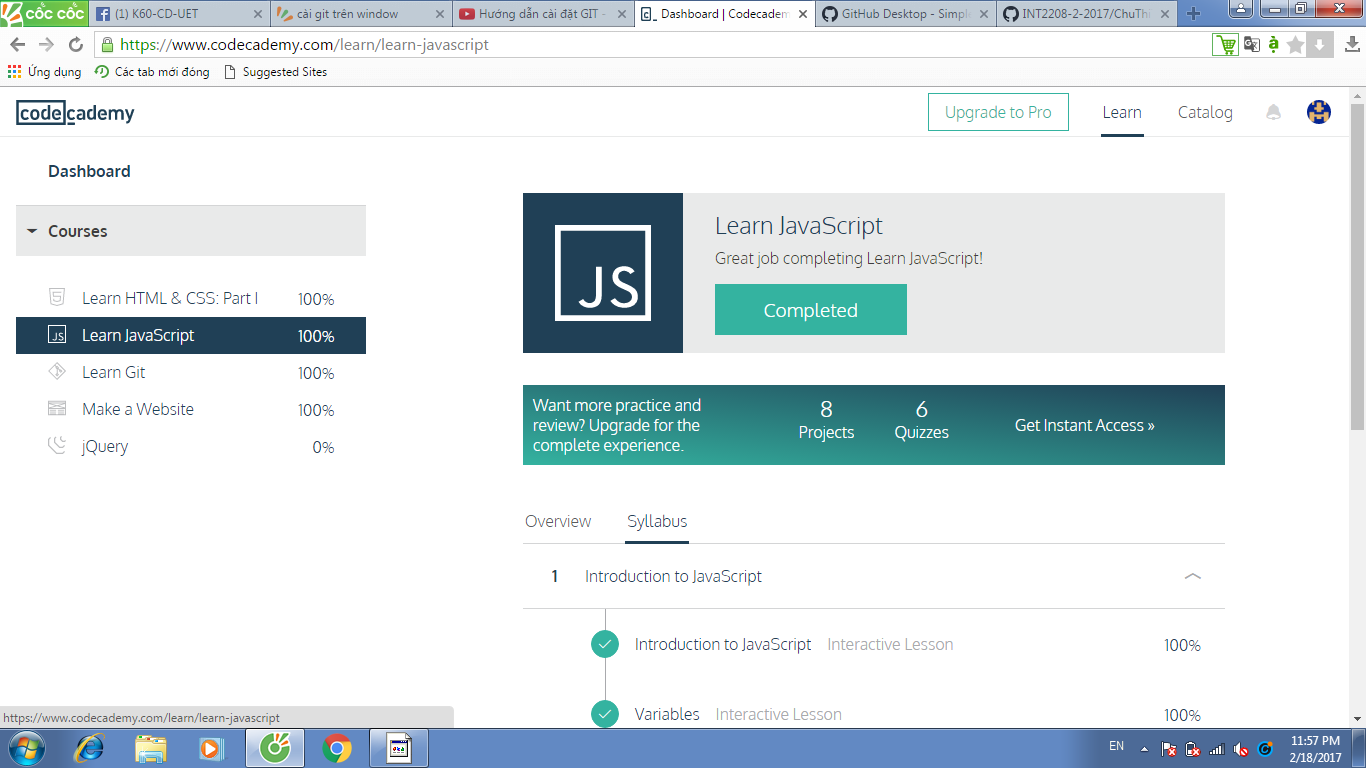 cốc cốc
(1) K60-CD-UET
cài git trên window
Hướng dẫn cài đặt GIT -
Dashboard | Codecadem
GitHub Desktop - Simpl
INT2208-2-2017/ChuTh
https://www.codecademy.com/learn/learn-javascript
Ứng dụng
Các tab mới đóng
Suggested Sites
codecademy
Upgrade to Pro
Learn
Catalog
Dashboard
Courses
Learn HTML & CSS: Part I 100%
JS Learn JavaScript 100%
Learn Git 100%
Make a Website 100%
jQuery 0%
JS
Learn JavaScript
Great job completing Learn JavaScript!
Completed
Want more practice and
review? Upgrade for the
complete experience.
8
Projects
6
Quizzes
Get Instant Access »
Overview
Syllabus
1 Introduction to JavaScript
Introduction to JavaScript Interactive Lesson 100%
Variables Interactive Lesson 100%
https://www.codecademy.com/learn/learn-javascript
EN
11:57 PM
2/18/2017